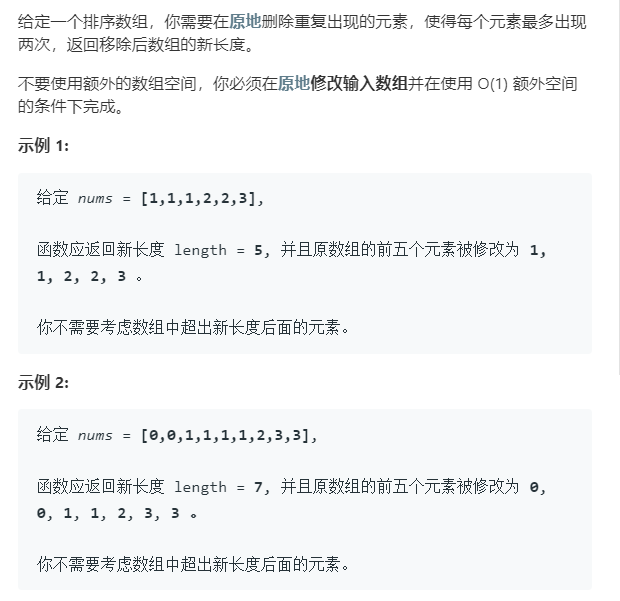 给定一个排序数组，你需要在原地删除重复出现的元素，使得每个元素最多出现
两次，返回移除后数组的新长度。
不要使用额外的数组空间，你必须在原地修改输入数组并在使用 O(1) 额外空间
的条件下完成。
示例 1:
给定 nums = [1,1,1,2,2,3],
函数应返回新长度 length = 5, 并且原数组的前五个元素被修改为 1,
1, 2, 2, 3 。
你不需要考虑数组中超出新长度后面的元素。
示例 2:
给定 nums = [0,0,1,1,1,1,2,3,3],
函数应返回新长度 length = 7, 并且原数组的前五个元素被修改为 0,
0, 1, 1, 2, 3, 3 。
你不需要考虑数组中超出新长度后面的元素。